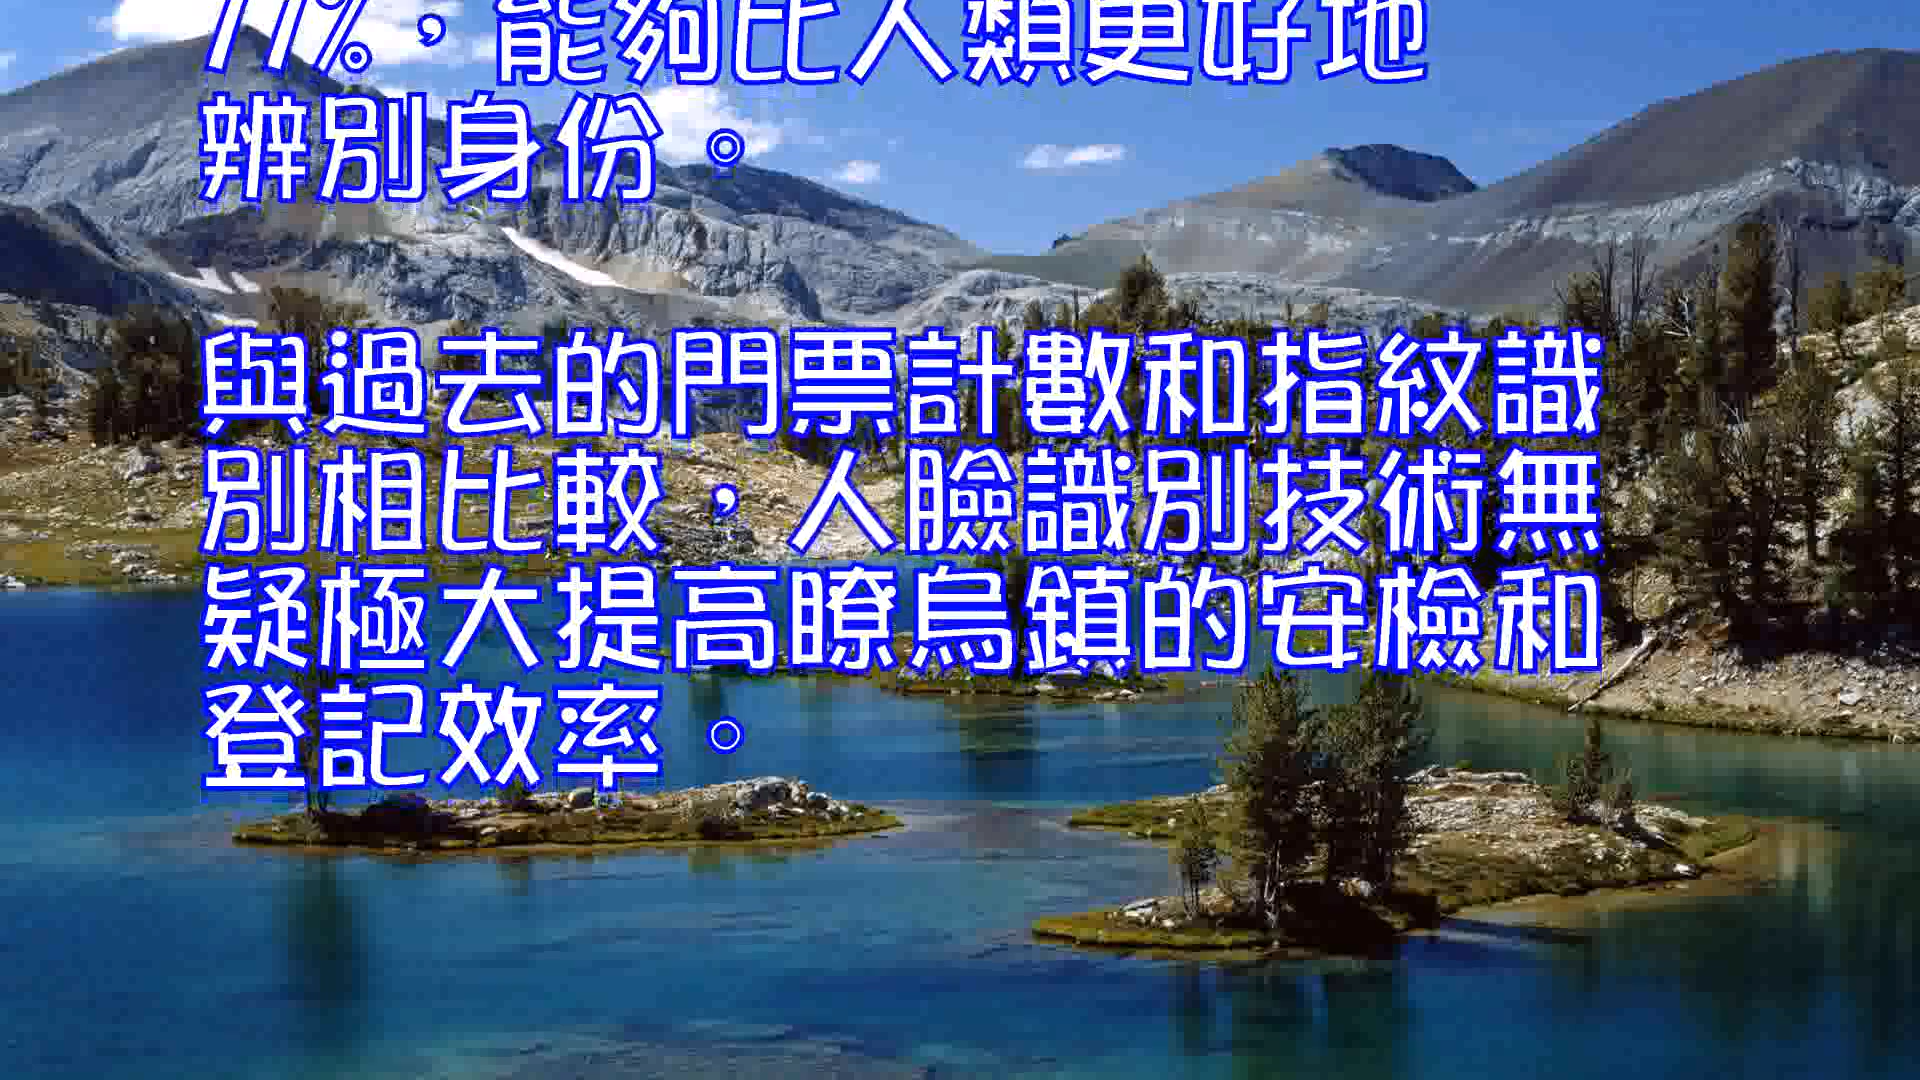 ，能夠比人類更好地
辨別身份。
與過去的門票計數和指紋識
別相比較，人臉識別技術無
疑極大提高瞭烏鎮的安檢和
登記效率。